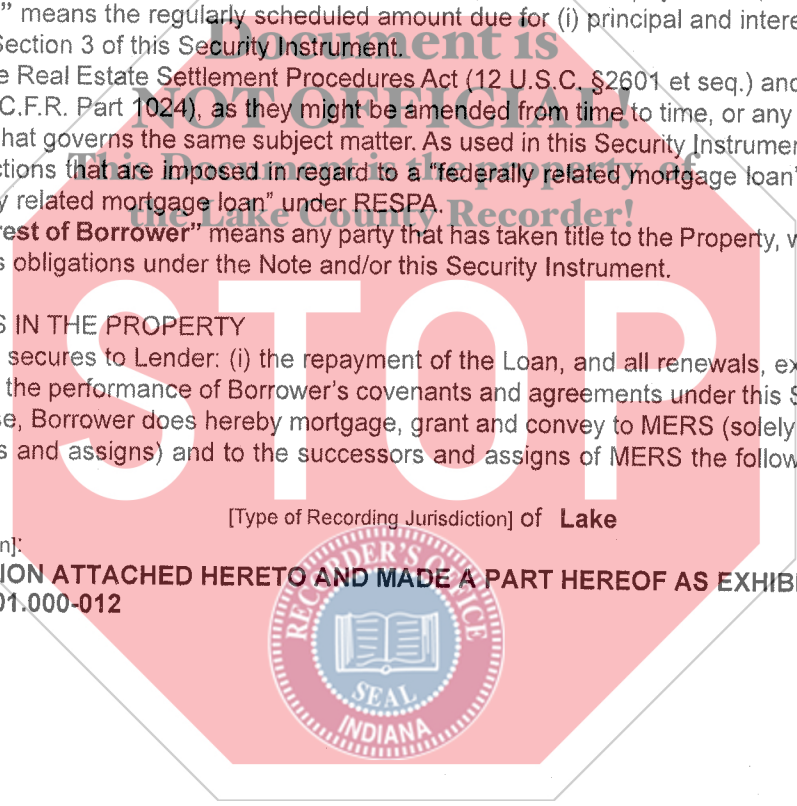 ” means the regularly scheduled amount due for (i) principal and intere
Section 3 of this Security Instrument.
Document is
e Real Estate Settlement Procedures Act (12 U.S.C. §2601 et seq.) and
C.F.R. Part 1024), as they might be amended from time to time, or any
NOT OFFICIAL!
hat governs the same subject matter. As used in this Security Instrumen
ctions that are imposed in regard to a “federally related mortgage loan”
This Document is the property of
y related mortgage loan” under RESPA.
the Lake County Recorder!
rest of Borrower” means any party that has taken title to the Property, w
s obligations under the Note and/or this Security Instrument.
S IN THE PROPERTY
secures to Lender: (i) the repayment of the Loan, and all renewals, ex
the performance of Borrower’s covenants and agreements under this S
STOP
se, Borrower does hereby mortgage, grant and convey to MERS (solely
s and assigns) and to the successors and assigns of MERS the follow
[Type of Recording Jurisdiction] of Lake
n]:
ION ATTACHED HERETO AND MADE A PART HEREOF AS EXHIBI
01.000-012
RECORDER'S OFFICE
SEAL
INDIANA